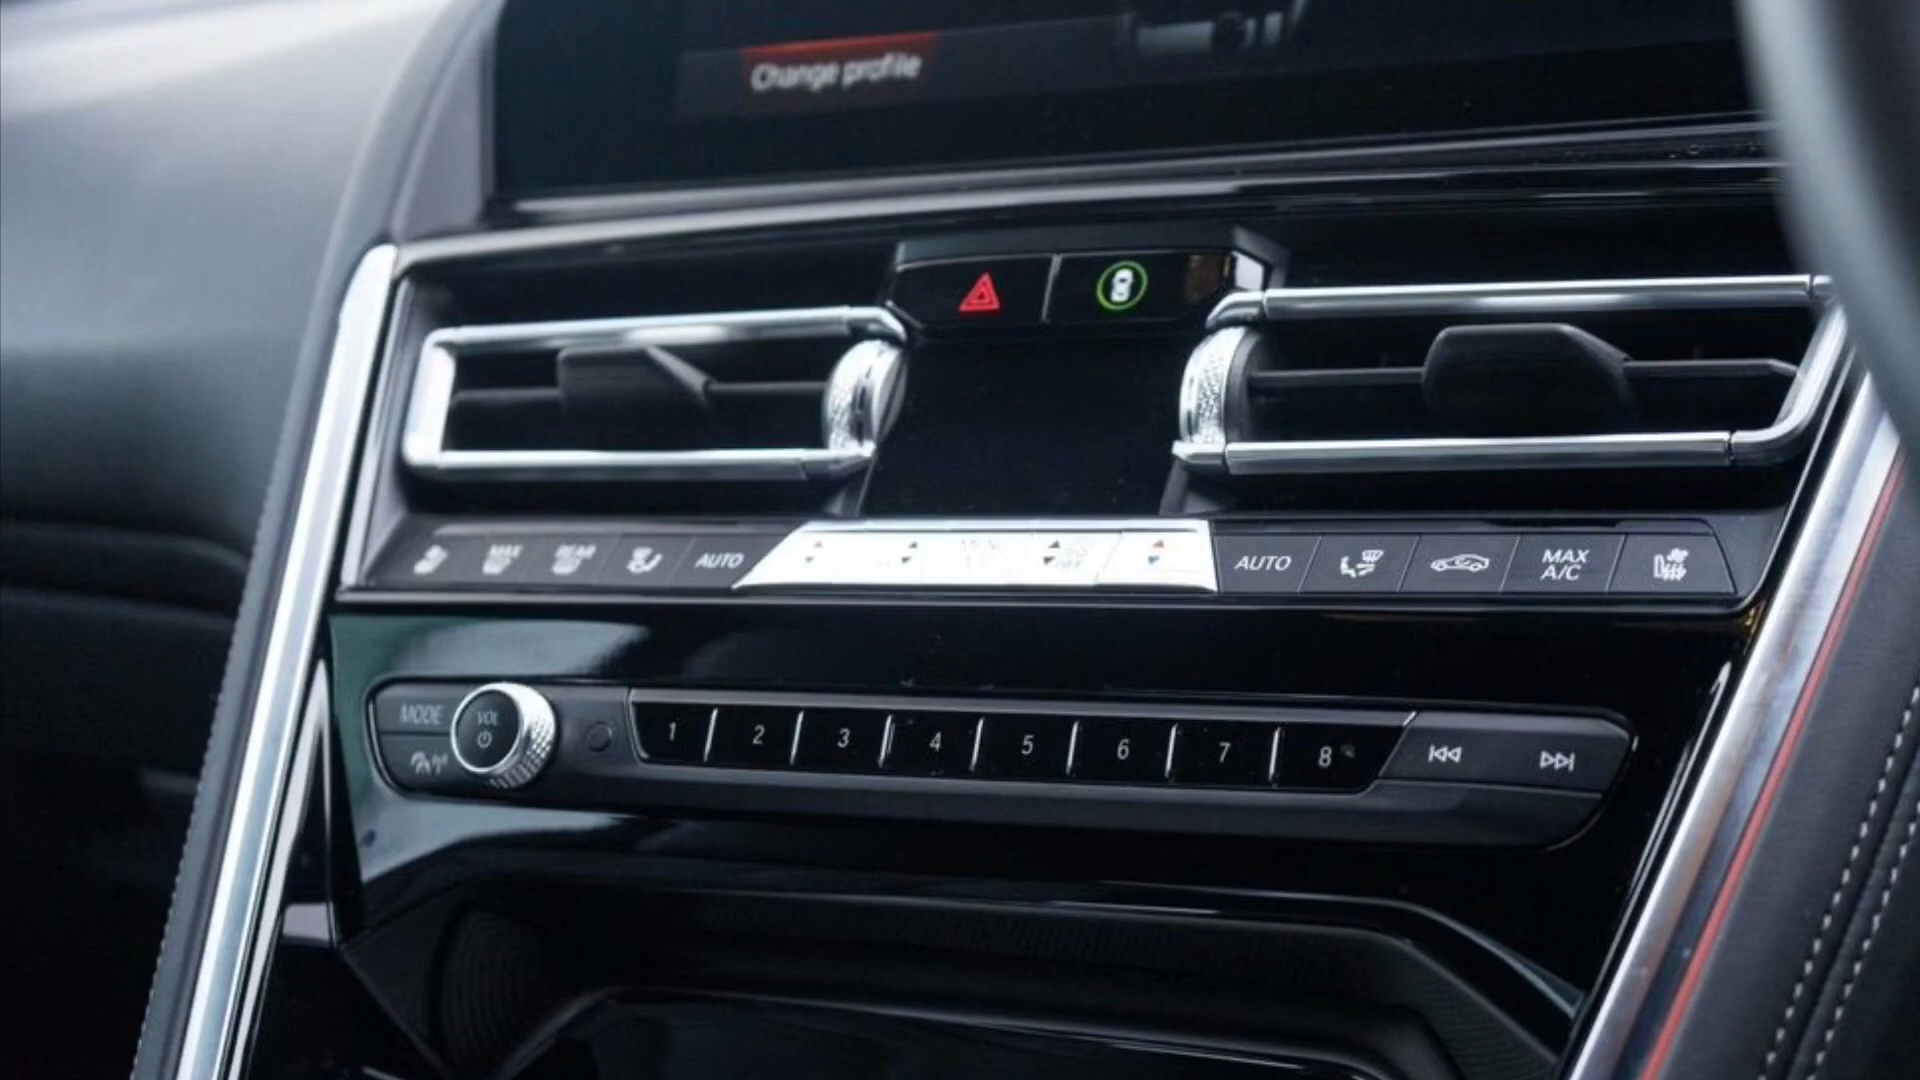 Change profile
MAX
REAR
AUTO
AUTO
MAX
A/C
MODE
VOL
1 2 3 4 5 6 7 8